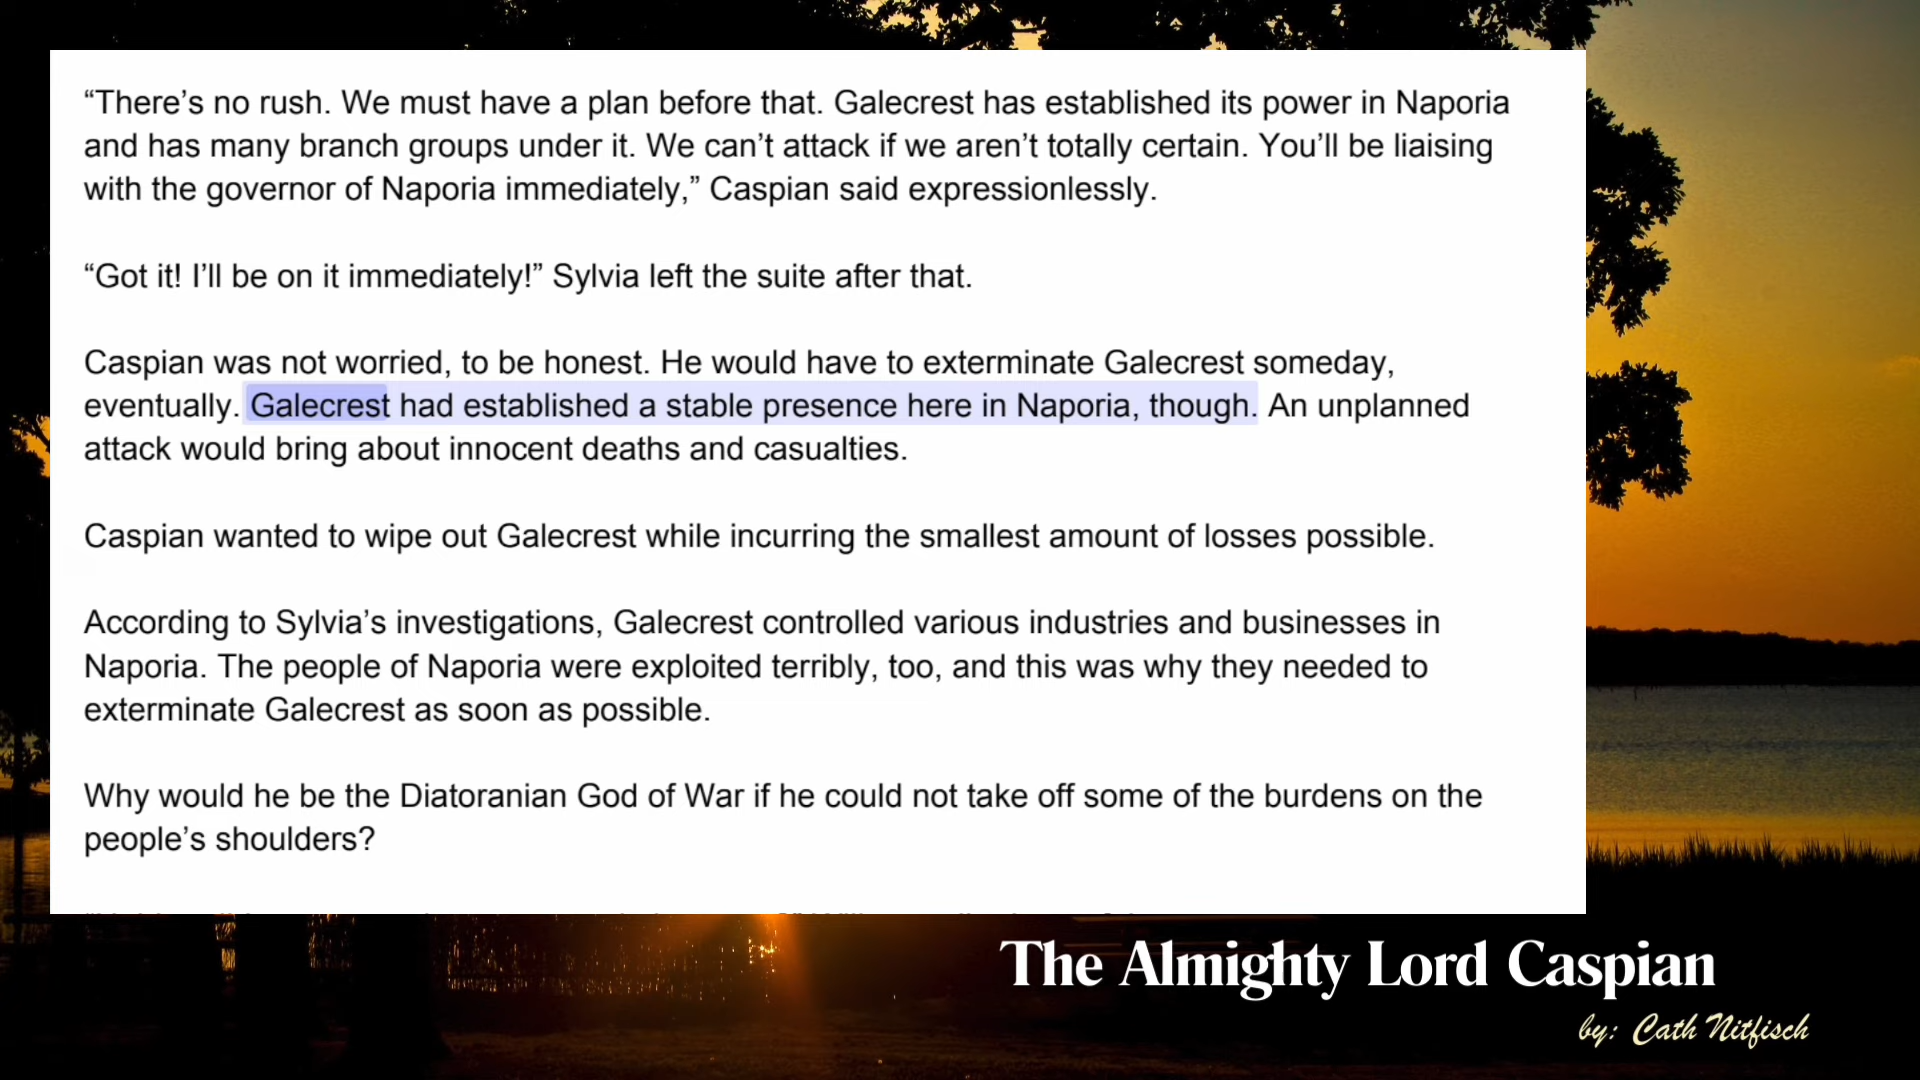 “There’s no rush. We must have a plan before that. Galecrest has established its power in Naporia
and has many branch groups under it. We can’t attack if we aren’t totally certain. You’ll be liaising
with the governor of Naporia immediately,” Caspian said expressionlessly.
“Got it! I’ll be on it immediately!” Sylvia left the suite after that.
Caspian was not worried, to be honest. He would have to exterminate Galecrest someday,
eventually. Galecrest had established a stable presence here in Naporia, though. An unplanned
attack would bring about innocent deaths and casualties.
Caspian wanted to wipe out Galecrest while incurring the smallest amount of losses possible.
According to Sylvia’s investigations, Galecrest controlled various industries and businesses in
Naporia. The people of Naporia were exploited terribly, too, and this was why they needed to
exterminate Galecrest as soon as possible.
Why would he be the Diatoranian God of War if he could not take off some of the burdens on the
people’s shoulders?
The Almighty Lord Caspian
by: Cath Nitfisch